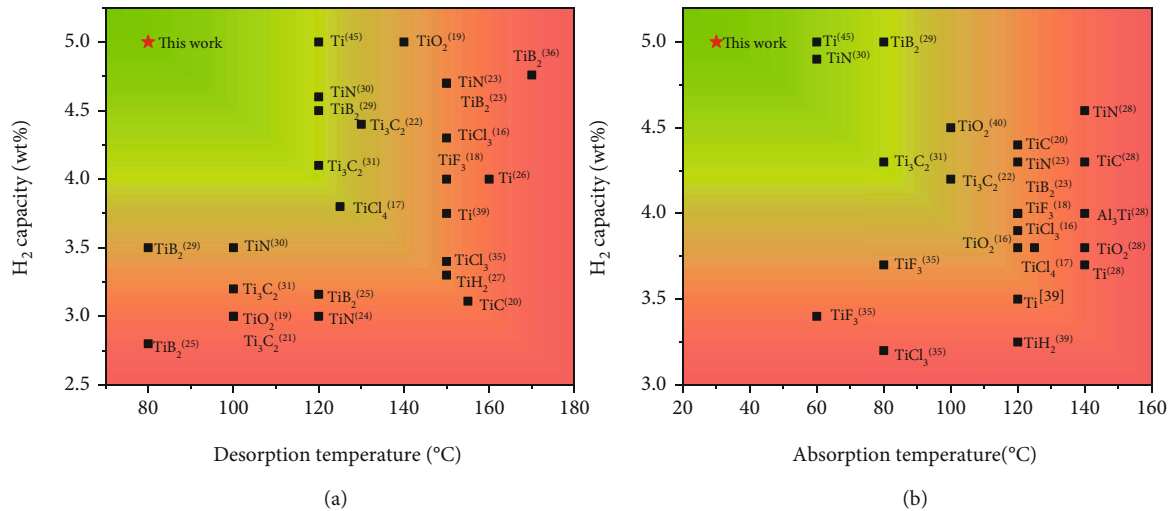 H₂ capacity (wt%)
5.0
4.5
4.0
3.5
3.0
2.5
This work
Ti⁽⁴⁵⁾
TiO₂⁽¹⁹⁾
TiB₂⁽³⁶⁾
TiN⁽³⁰⁾
TiB₂⁽²⁹⁾
TiN⁽²³⁾
TiB₂⁽²³⁾
Ti₃C₂⁽²²⁾
TiCl₃⁽¹⁶⁾
Ti₃C₂⁽³¹⁾
TiF₃⁽¹⁸⁾
Ti⁽²⁶⁾
TiCl₄⁽¹⁷⁾
Ti⁽³⁹⁾
TiB₂⁽²⁹⁾
TiN⁽³⁰⁾
TiCl₃⁽³⁵⁾
TiH₂⁽²⁷⁾
Ti₃C₂⁽³¹⁾
TiB₂⁽²⁵⁾
TiC⁽²⁰⁾
TiO₂⁽¹⁹⁾
TiN⁽²⁴⁾
Ti₃C₂⁽²¹⁾
TiB₂⁽²⁵⁾
80 100 120 140 160 180
Desorption temperature (°C)
(a)
H₂ capacity (wt%)
5.0
4.5
4.0
3.5
3.0
This work
Ti⁽⁴⁵⁾
TiB₂⁽²⁹⁾
TiN⁽³⁰⁾
TiN⁽²⁸⁾
TiO₂⁽⁴⁰⁾
TiC⁽²⁰⁾
Ti₃C₂⁽³¹⁾
TiN⁽²³⁾
TiC⁽²⁸⁾
Ti₃C₂⁽²²⁾
TiB₂⁽²³⁾
TiF₃⁽¹⁸⁾
Al₃Ti⁽²⁸⁾
TiCl₃⁽¹⁶⁾
TiO₂⁽¹⁶⁾
TiO₂⁽²⁸⁾
TiCl₄⁽¹⁷⁾
Ti⁽²⁸⁾
TiF₃⁽³⁵⁾
Ti[39]
TiF₃⁽³⁵⁾
TiH₂⁽³⁹⁾
TiCl₃⁽³⁵⁾
20 40 60 80 100 120 140 160
Absorption temperature(°C)
(b)